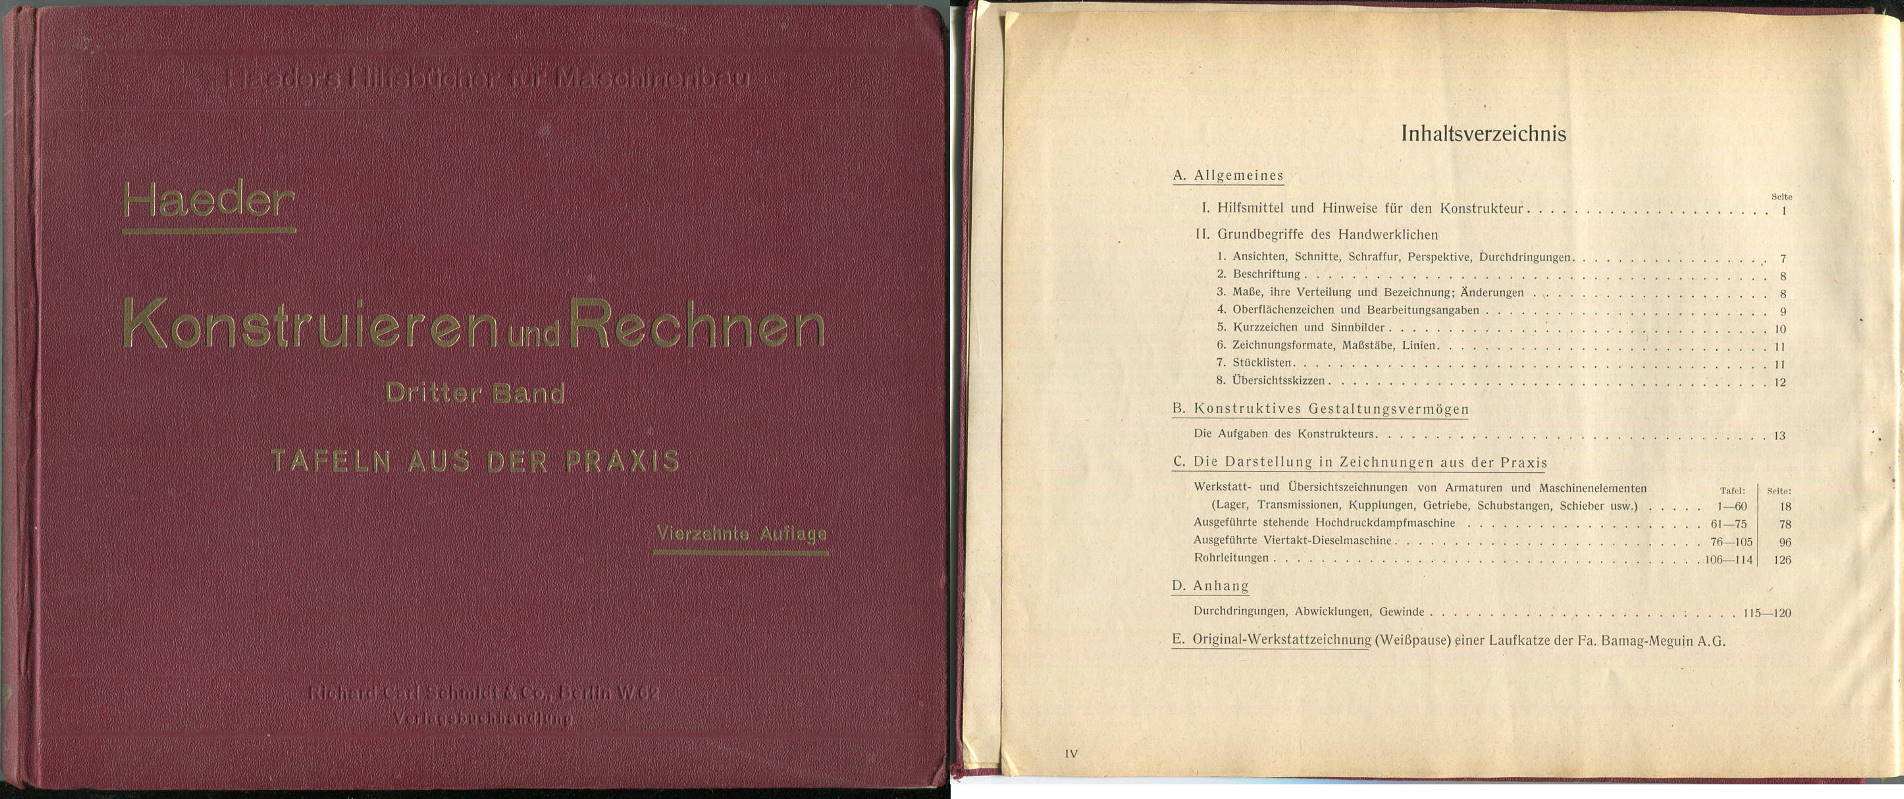 Haeders Hilfsbücher für Maschinenbau
Haeder
Konstruieren und Rechnen
Dritter Band
TAFELN AUS DER PRAXIS
Vierzehnte Auflage
Richard Carl Schmidt & Co., Berlin W.62
Verlagsbuchhandlung
Inhaltsverzeichnis
A. Allgemeines
Seite
I. Hilfsmittel und Hinweise für den Konstrukteur. . . . . . . . . . . . . . . . . . . . . 1
II. Grundbegriffe des Handwerklichen
1. Ansichten, Schnitte, Schraffur, Perspektive, Durchdringungen. . . . . . . . . . . . . . . . . 7
2. Beschriftung . . . . . . . . . . . . . . . . . . . . . . . . . . . . . 8
3. Maße, ihre Verteilung und Bezeichnung; Änderungen . . . . . . . . . . . . . . . . . . . . 8
4. Oberflächenzeichen und Bearbeitungsangaben . . . . . . . . . . . . . . . . . . . . . . . 9
5. Kurzzeichen und Sinnbilder . . . . . . . . . . . . . . . . . . . . . . . . . . . 10
6. Zeichnungsformate, Maßstäbe, Linien. . . . . . . . . . . . . . . . . . . . . . . . . 11
7. Stücklisten. . . . . . . . . . . . . . . . . . . . . . . . . . . . . . 11
8. Übersichtsskizzen . . . . . . . . . . . . . . . . . . . . . . . . . . . . 12
B. Konstruktives Gestaltungsvermögen
Die Aufgaben des Konstrukteurs. . . . . . . . . . . . . . . . . . . . . . . . . . . . 13
C. Die Darstellung in Zeichnungen aus der Praxis
Werkstatt- und Übersichtszeichnungen von Armaturen und Maschinenelementen Tafel: Seite:
(Lager, Transmissionen, Kupplungen, Getriebe, Schubstangen, Schieber usw.) . . . . . 1—60 18
Ausgeführte stehende Hochdruckdampfmaschine . . . . . . . . . . . . . . . . . . . . 61—75 78
Ausgeführte Viertakt-Dieselmaschine. . . . . . . . . . . . . . . . . . . . . . . . 76—105 96
Rohrleitungen . . . . . . . . . . . . . . . . . . . . . . . . . . . . . 106—114 126
D. Anhang
Durchdringungen, Abwicklungen, Gewinde . . . . . . . . . . . . . . . . . . . . . . . . 115—120
E. Original-Werkstattzeichnung (Weißpause) einer Laufkatze der Fa. Bamag-Meguin A.G.
IV